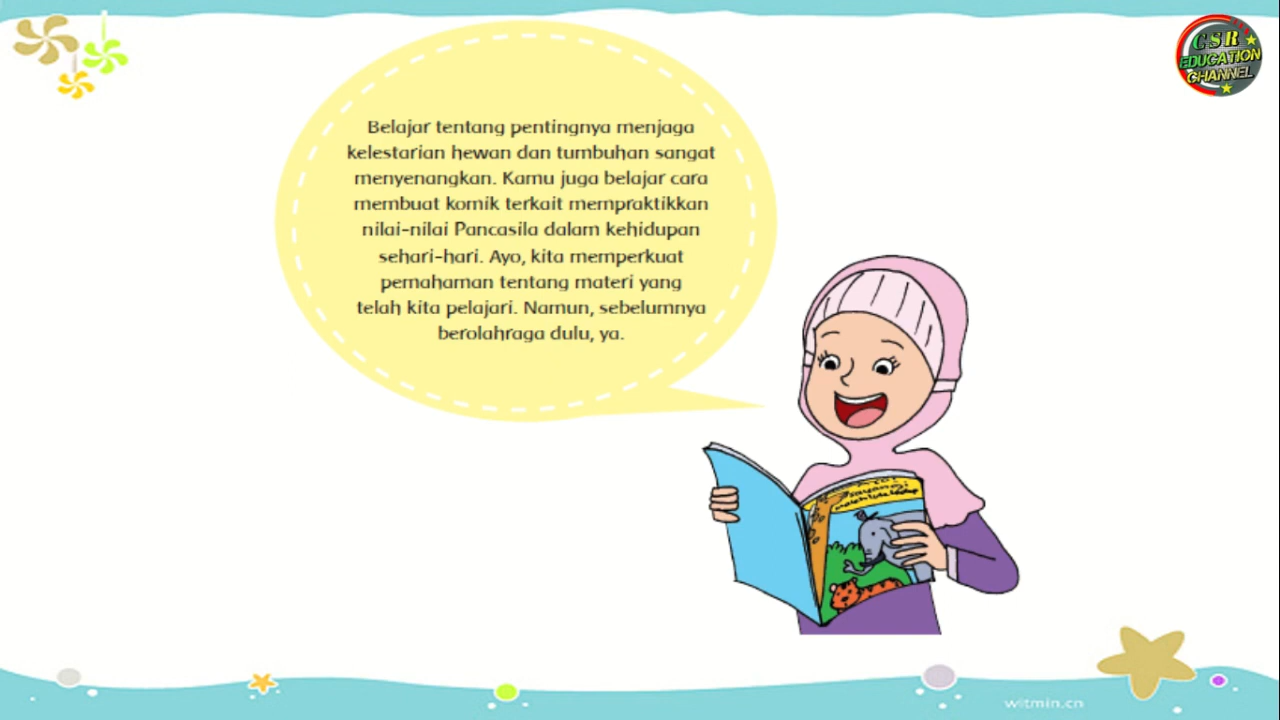 CSR
EDUCATION
CHANNEL
Belajar tentang pentingnya menjaga
kelestarian hewan dan tumbuhan sangat
menyenangkan. Kamu juga belajar cara
membuat komik terkait mempraktikkan
nilai-nilai Pancasila dalam kehidupan
sehari-hari. Ayo, kita memperkuat
pemahaman tentang materi yang
telah kita pelajari. Namun, sebelumnya
berolahraga dulu, ya.
Sayangi
witmin.cn